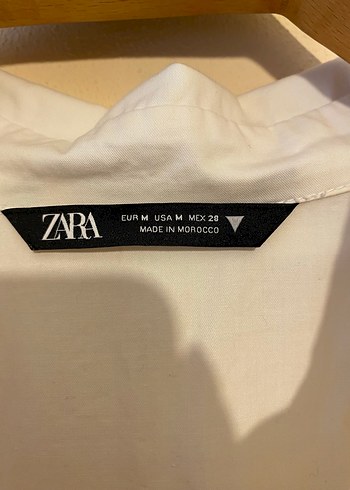 ZARA
EUR M USA M MEX 28
MADE IN MOROCCO